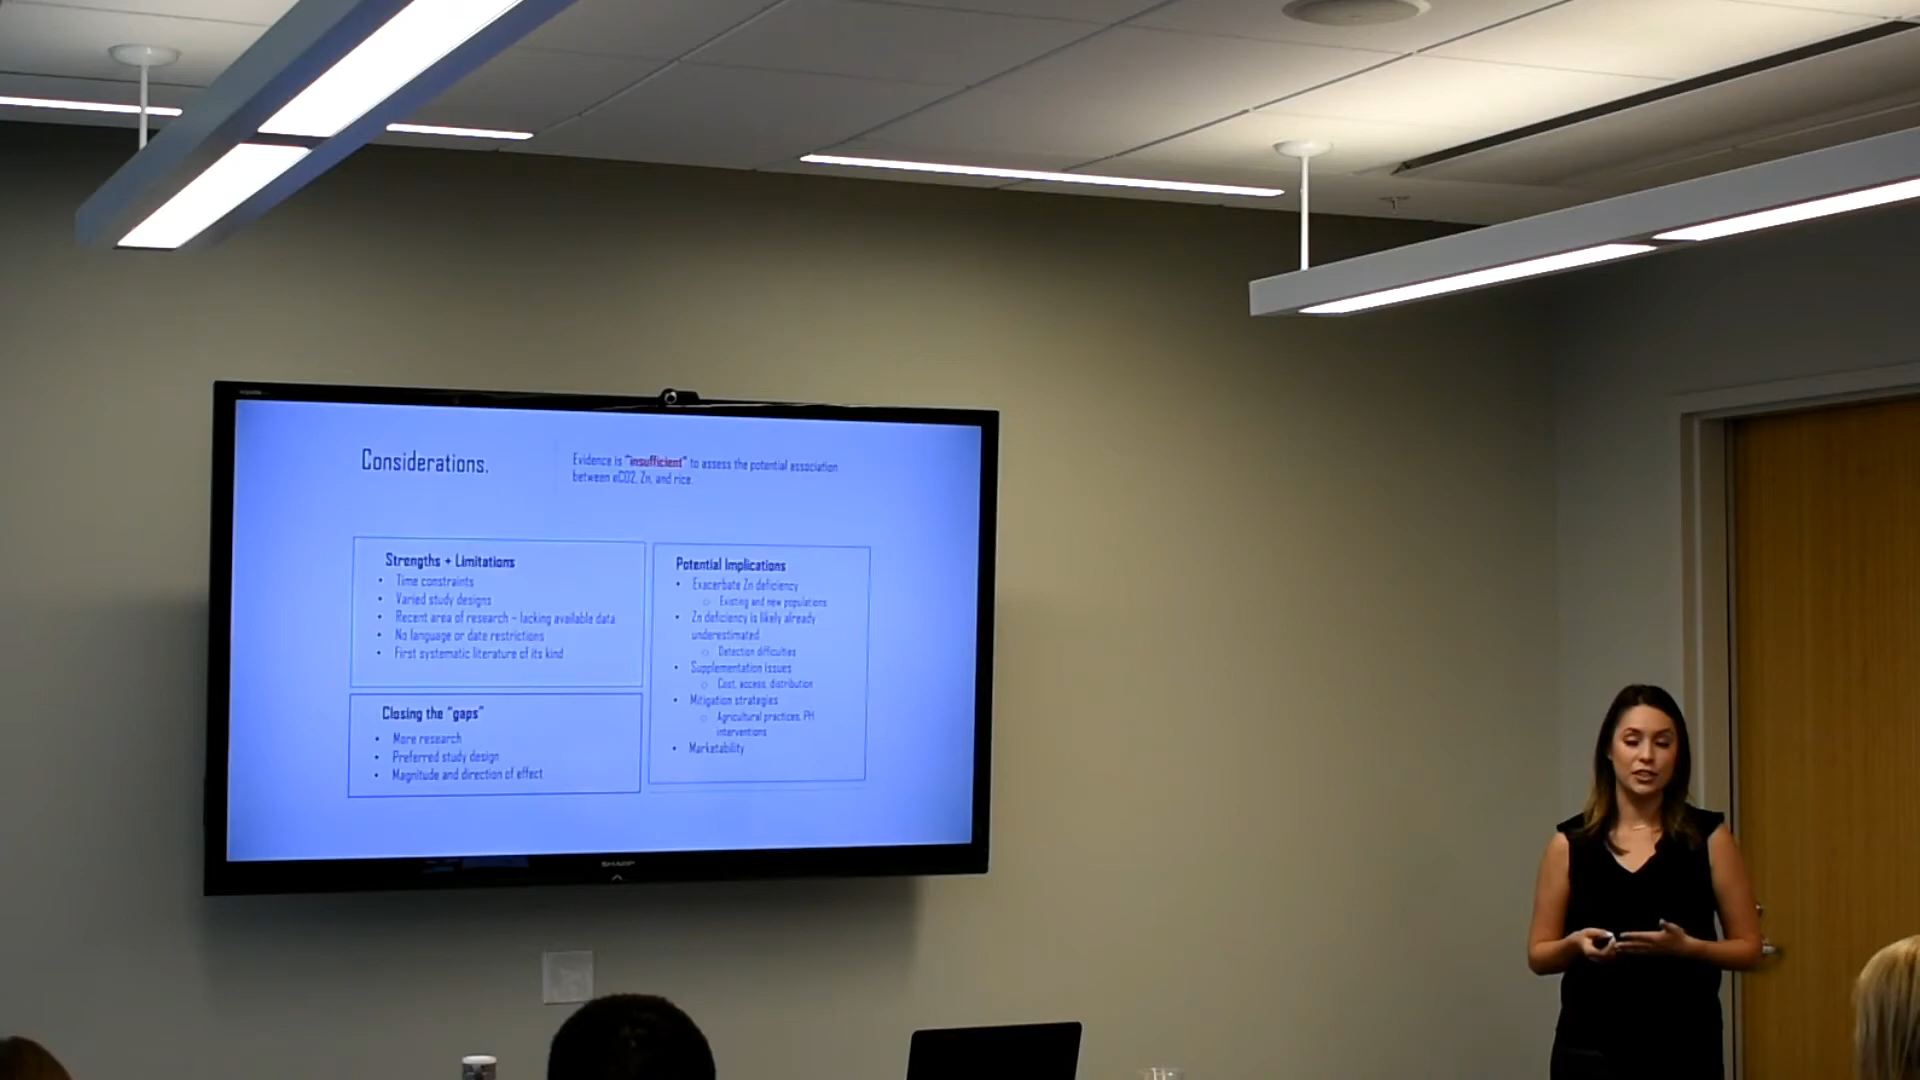 Considerations.
Evidence is "insufficient" to assess the potential association
between eCO2, Zn, and rice.
Strengths + Limitations
• Time constraints
• Varied study designs
• Recent area of research – lacking available data
• No language or date restrictions
• First systematic literature of its kind
Closing the "gaps"
• More research
• Preferred study design
• Magnitude and direction of effect
Potential Implications
• Exacerbate Zn deficiency
○ Existing and new populations
• Zn deficiency is likely already
underestimated
○ Detection difficulties
• Supplementation issues
○ Cost, access, distribution
• Mitigation strategies
○ Agricultural practices, PH
interventions
• Marketability
SHARP